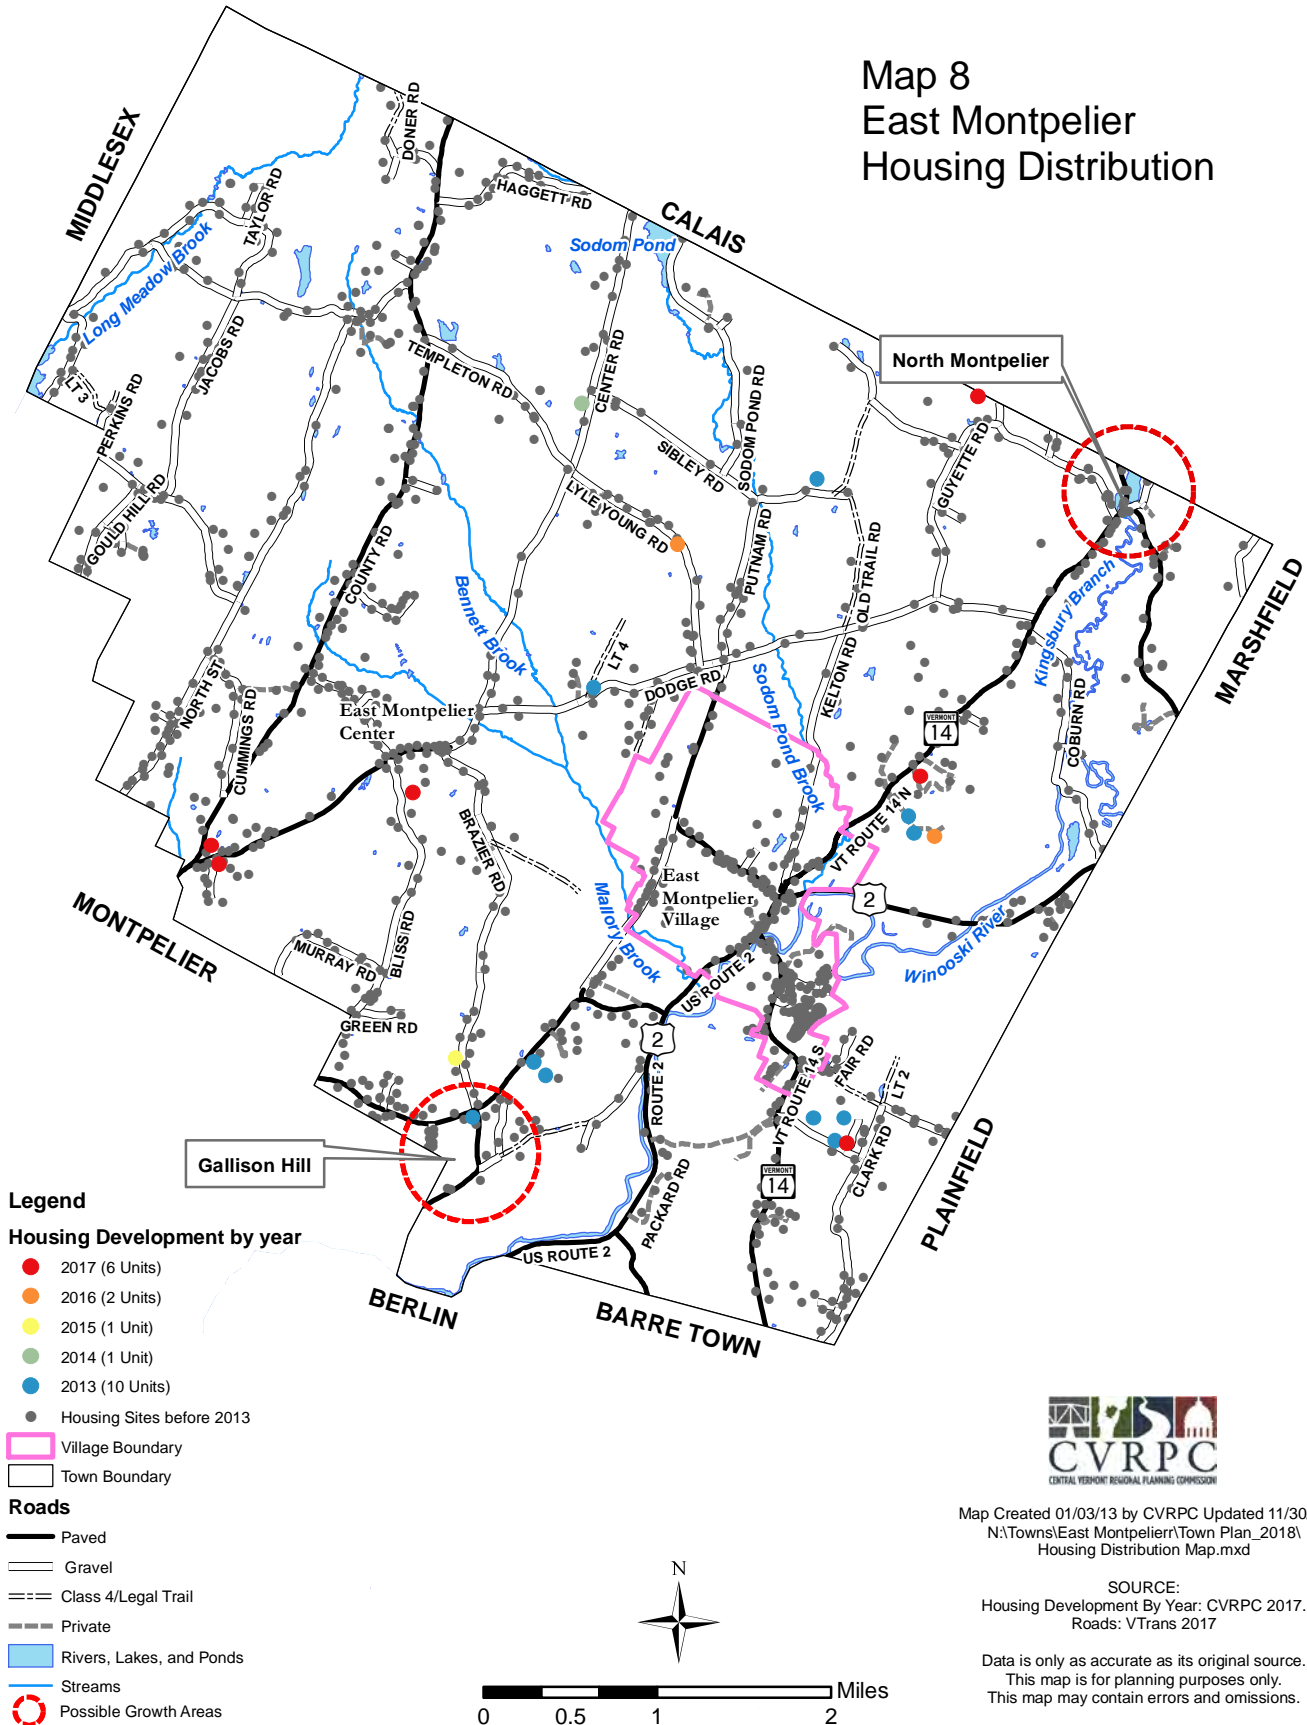 Map 8
East Montpelier
Housing Distribution
MIDDLESEX
DONER RD
HAGGETT RD
CALAIS
TAYLOR RD
Sodom Pond
Long Meadow Brook
North Montpelier
JACOBS RD
TEMPLETON RD
CENTER RD
LT 3
PERKINS RD
SODOM POND RD
SIBLEY RD
GUYETTE RD
GOULD HILL RD
LYLE YOUNG RD
PUTNAM RD
OLD TRAIL RD
COUNTY RD
Bennett Brook
Kingsbury Branch
MARSHFIELD
LT 4
NORTH ST
CUMMINGS RD
DODGE RD
Sodom Pond Brook
KELTON RD
COBURN RD
East Montpelier
Center
VERMONT
14
BRAZIER RD
VT ROUTE 14 N
East
Montpelier
Village
2
MONTPELIER
Mallory Brook
BLISS RD
MURRAY RD
Winooski River
US ROUTE 2
GREEN RD
2
ROUTE 2
VT ROUTE 14 S
FAIR RD
LT 2
Gallison Hill
VERMONT
14
CLARK RD
PLAINFIELD
PACKARD RD
US ROUTE 2
BERLIN
BARRE TOWN
Legend
Housing Development by year
2017 (6 Units)
2016 (2 Units)
2015 (1 Unit)
2014 (1 Unit)
2013 (10 Units)
Housing Sites before 2013
Village Boundary
Town Boundary
Roads
Paved
Gravel
Class 4/Legal Trail
Private
Rivers, Lakes, and Ponds
Streams
Possible Growth Areas
N
Miles
0 0.5 1 2
CVRPC
CENTRAL VERMONT REGIONAL PLANNING COMMISSION
Map Created 01/03/13 by CVRPC Updated 11/30
N:\Towns\East Montpelierr\Town Plan_2018\
Housing Distribution Map.mxd
SOURCE:
Housing Development By Year: CVRPC 2017.
Roads: VTrans 2017
Data is only as accurate as its original source.
This map is for planning purposes only.
This map may contain errors and omissions.